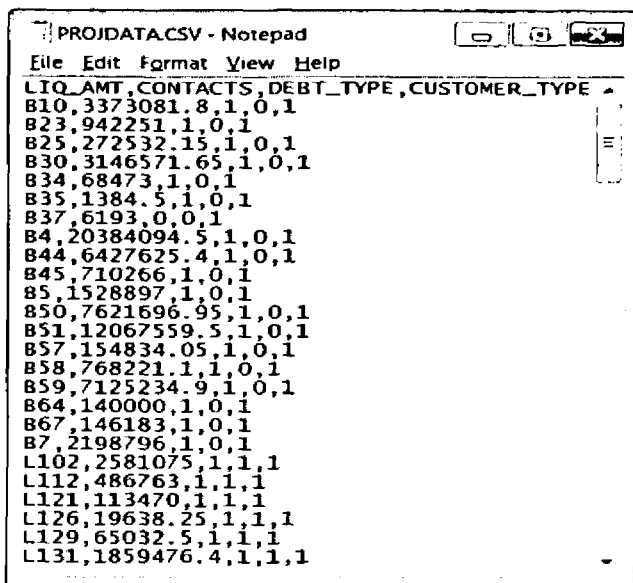 PROJDATA.CSV - Notepad
File Edit Format View Help
LIQ_AMT,CONTACTS,DEBT_TYPE,CUSTOMER_TYPE
B10,3373081.8,1,0,1
B23,942251,1,0,1
B25,272532.15,1,0,1
B30,3146571.65,1,0,1
B34,68473,1,0,1
B35,1384.5,1,0,1
B37,6193,0,0,1
B4,20384094.5,1,0,1
B44,6427625.4,1,0,1
B45,710266,1,0,1
B5,1528897,1,0,1
B50,7621696.95,1,0,1
B51,12067559.5,1,0,1
B57,154834.05,1,0,1
B58,768221.1,1,0,1
B59,7125234.9,1,0,1
B64,140000,1,0,1
B67,146183,1,0,1
B7,2198796,1,0,1
L102,2581075,1,1,1
L112,486763,1,1,1
L121,113470,1,1,1
L126,19638.25,1,1,1
L129,65032.5,1,1,1
L131,1859476.4,1,1,1